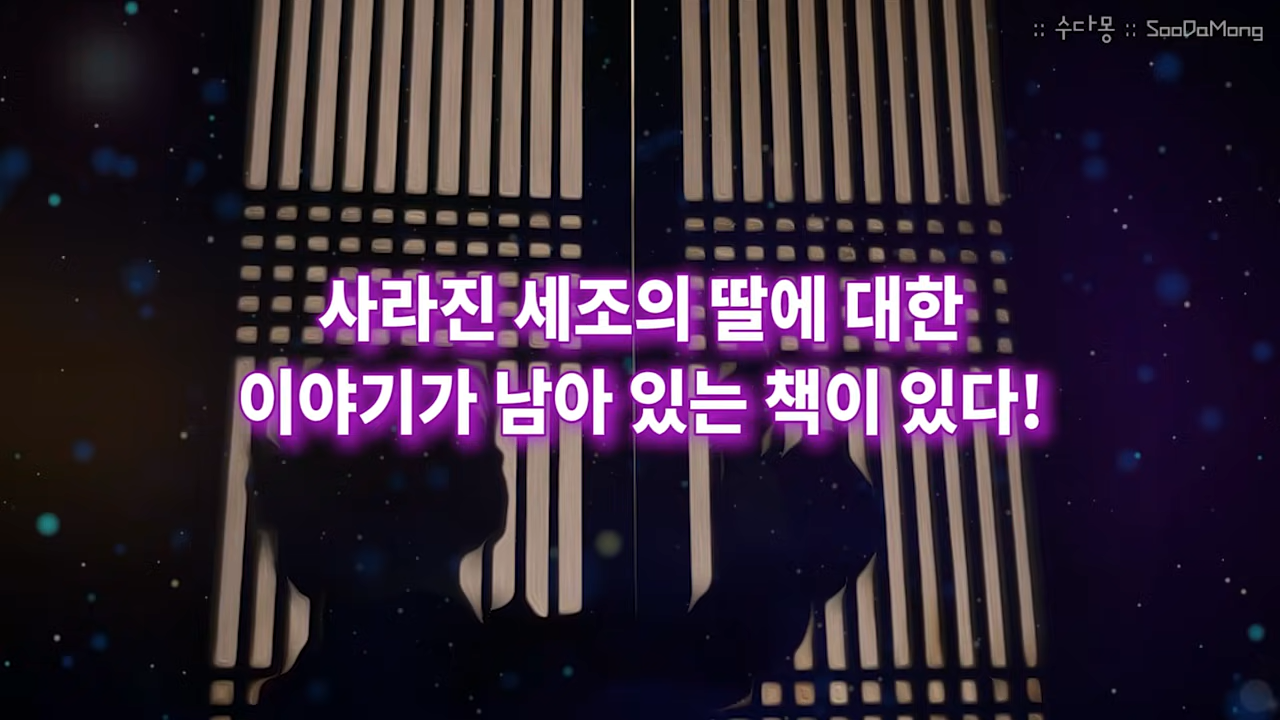 :: 수다몽 :: SooDaMong
사라진 세조의 딸에 대한
이야기가 남아 있는 책이 있다!